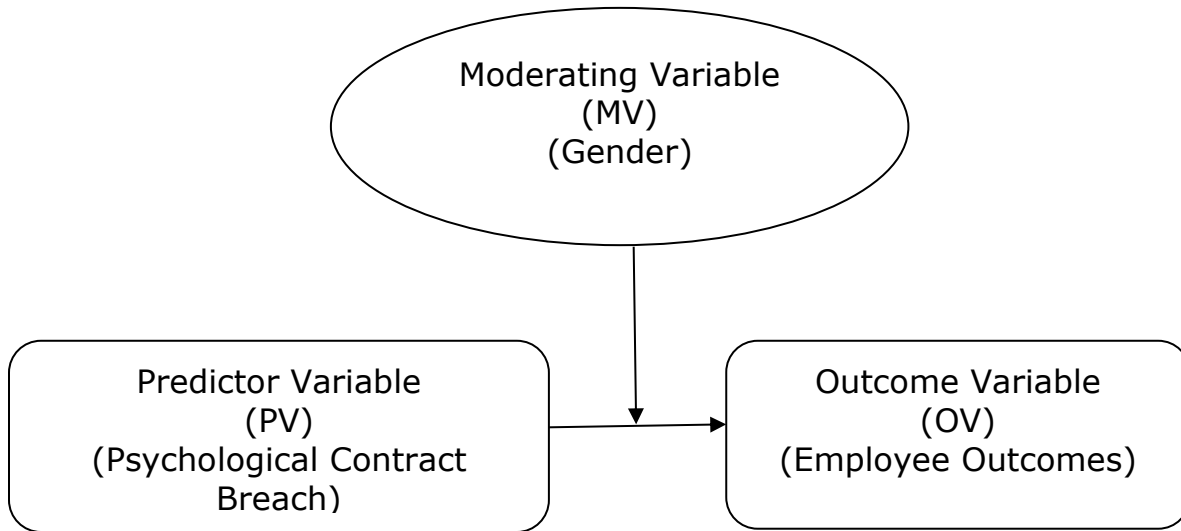 Moderating Variable
(MV)
(Gender)
Predictor Variable
(PV)
(Psychological Contract
Breach)
Outcome Variable
(OV)
(Employee Outcomes)